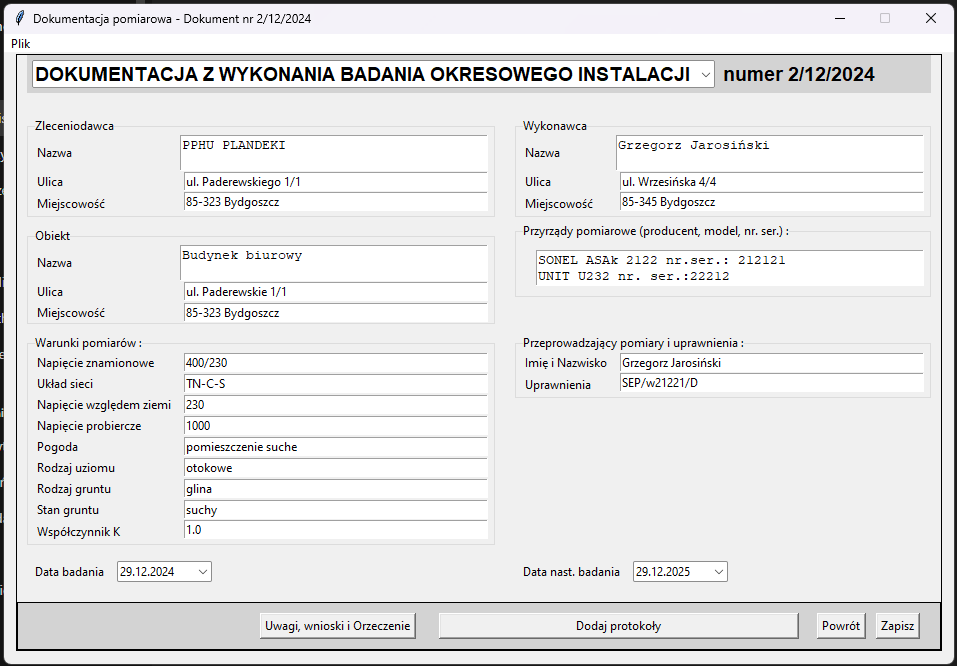 Dokumentacja pomiarowa - Dokument nr 2/12/2024
Plik
DOKUMENTACJA Z WYKONANIA BADANIA OKRESOWEGO INSTALACJI numer 2/12/2024
Zleceniodawca
Nazwa PPHU PLANDEKI
Ulica ul. Paderewskiego 1/1
Miejscowość 85-323 Bydgoszcz
Wykonawca
Nazwa Grzegorz Jarosiński
Ulica ul. Wrzesińska 4/4
Miejscowość 85-345 Bydgoszcz
Obiekt
Nazwa Budynek biurowy
Ulica ul. Paderewskie 1/1
Miejscowość 85-323 Bydgoszcz
Przyrządy pomiarowe (producent, model, nr. ser.) :
SONEL ASAk 2122 nr.ser.: 212121
UNIT U232 nr. ser.:22212
Warunki pomiarów :
Napięcie znamionowe 400/230
Układ sieci TN-C-S
Napięcie względem ziemi 230
Napięcie probiercze 1000
Pogoda pomieszczenie suche
Rodzaj uziomu otokowe
Rodzaj gruntu glina
Stan gruntu suchy
Współczynnik K 1.0
Przeprowadzający pomiary i uprawnienia :
Imię i Nazwisko Grzegorz Jarosiński
Uprawnienia SEP/w21221/D
Data badania 29.12.2024
Data nast. badania 29.12.2025
Uwagi, wnioski i Orzeczenie Dodaj protokoły Powrót Zapisz